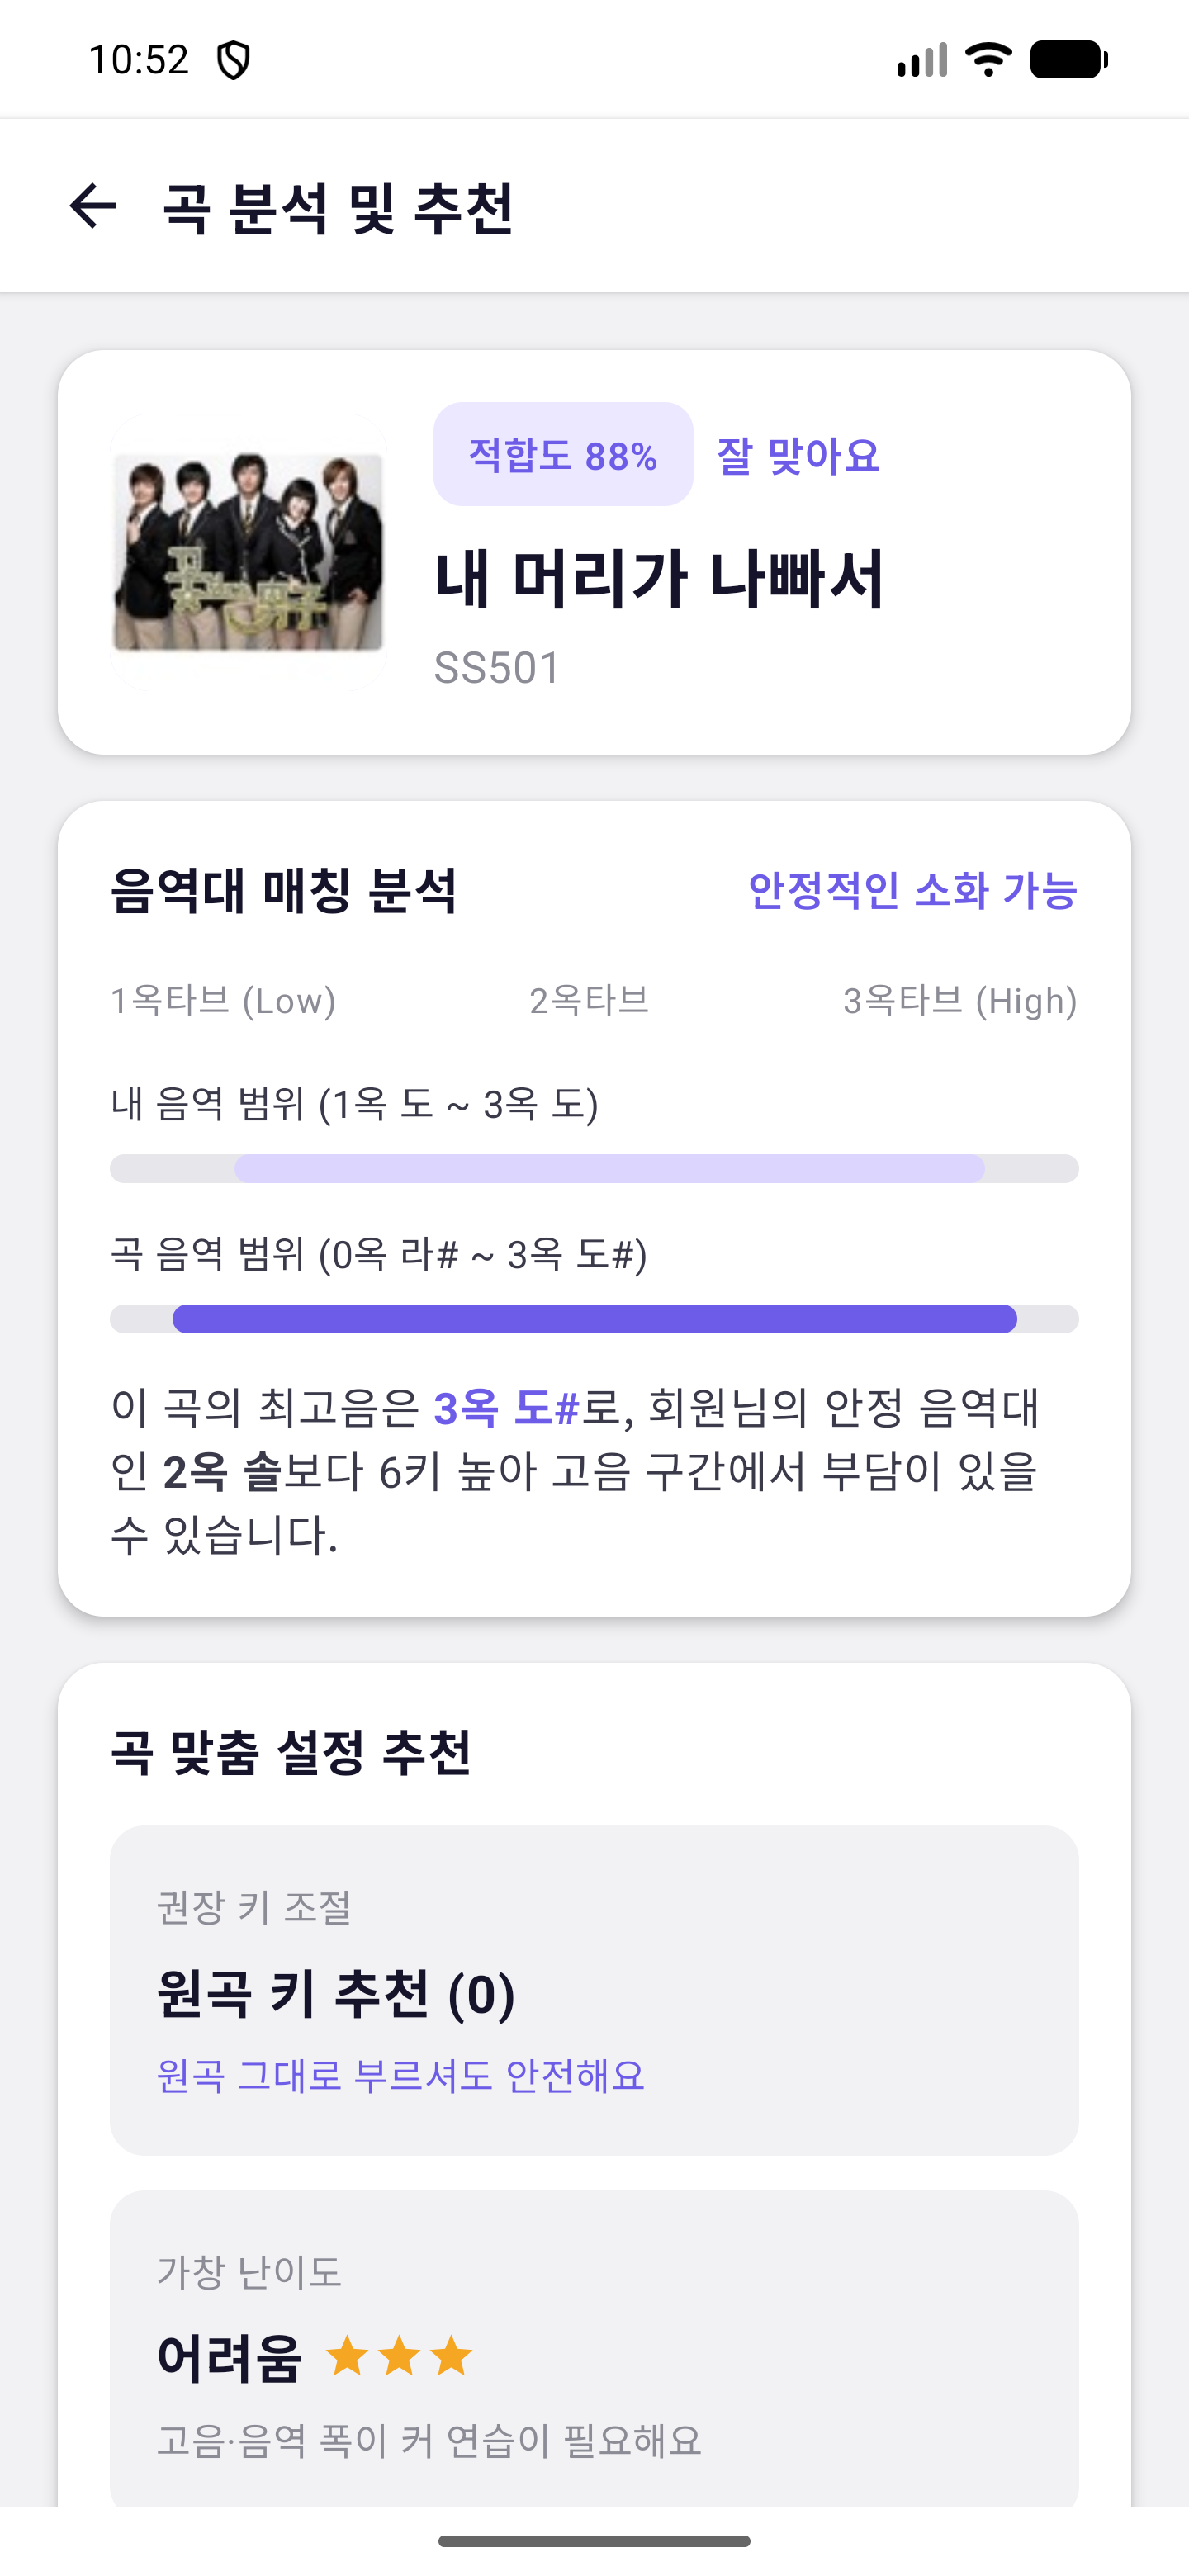 10:52
곡 분석 및 추천
적합도 88% 잘 맞아요
내 머리가 나빠서
SS501
음역대 매칭 분석 안정적인 소화 가능
1옥타브 (Low) 2옥타브 3옥타브 (High)
내 음역 범위 (1옥 도 ~ 3옥 도)
곡 음역 범위 (0옥 라# ~ 3옥 도#)
이 곡의 최고음은 3옥 도#로, 회원님의 안정 음역대
인 2옥 솔보다 6키 높아 고음 구간에서 부담이 있을
수 있습니다.
곡 맞춤 설정 추천
권장 키 조절
원곡 키 추천 (0)
원곡 그대로 부르셔도 안전해요
가창 난이도
어려움 ★★★
고음·음역 폭이 커 연습이 필요해요